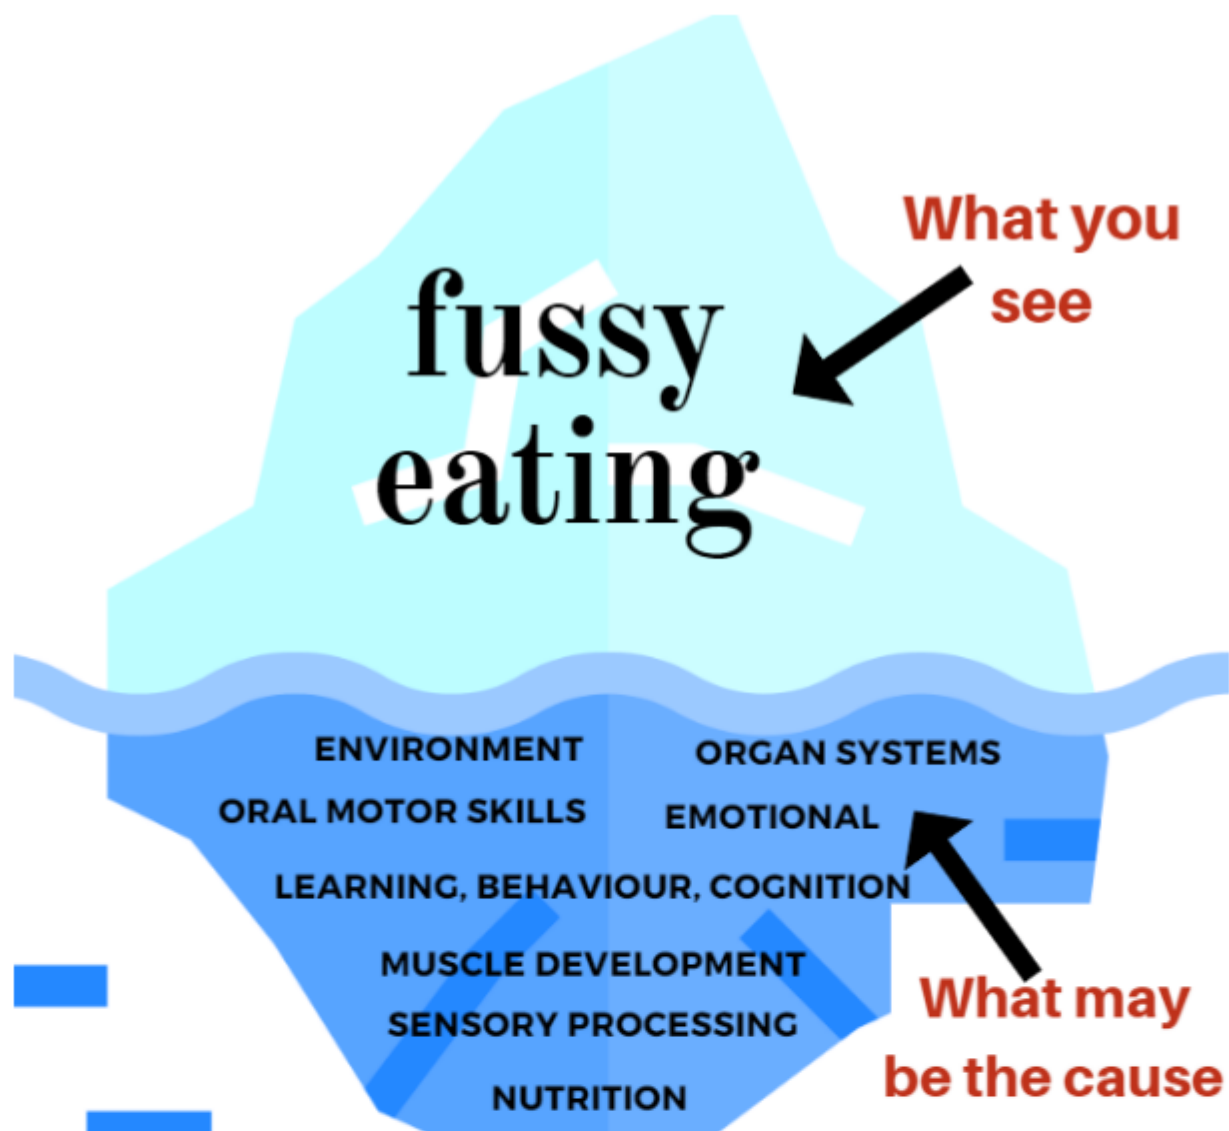 What you
see
fussy
eating
ENVIRONMENT
ORGAN SYSTEMS
ORAL MOTOR SKILLS
EMOTIONAL
LEARNING, BEHAVIOUR, COGNITION
MUSCLE DEVELOPMENT
SENSORY PROCESSING
NUTRITION
What may
be the cause